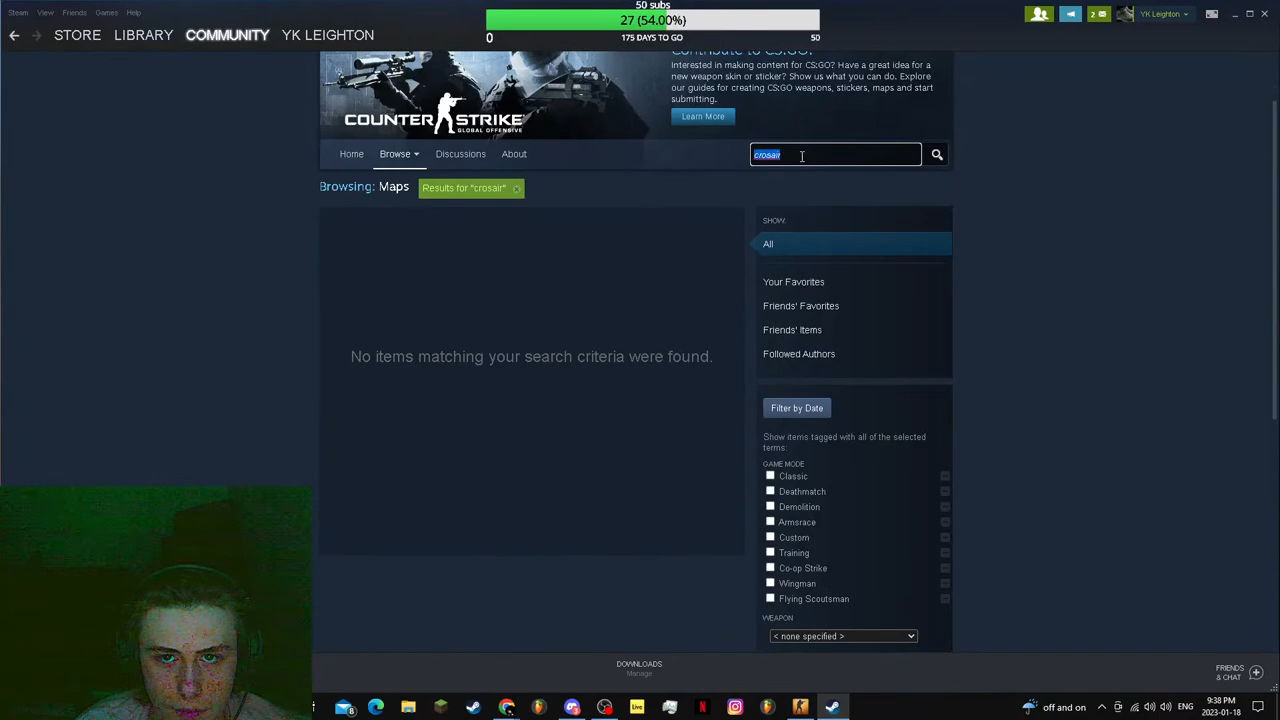 50 subs
27 (54.00%)
0
175 DAYS TO GO
50
Steam View Friends Games Help
2
YK Leighton
STORE LIBRARY COMMUNITY YK LEIGHTON
Contribute to CS:GO!
Interested in making content for CS:GO? Have a great idea for a
new weapon skin or sticker? Show us what you can do. Explore
our guides for creating CS:GO weapons, stickers, maps and start
submitting.
Learn More
COUNTER STRIKE
GLOBAL OFFENSIVE
Home Browse Discussions About
crosair
Browsing: Maps
Results for "crosair"
No items matching your search criteria were found.
SHOW:
All
Your Favorites
Friends' Favorites
Friends' Items
Followed Authors
Filter by Date
Show items tagged with all of the selected
terms:
GAME MODE
Classic
Deathmatch
Demolition
Armsrace
Custom
Training
Co-op Strike
Wingman
Flying Scoutsman
WEAPON
< none specified >
DOWNLOADS
Manage
FRIENDS
& CHAT
Live
off and on
9:38 PM
2023-01-18